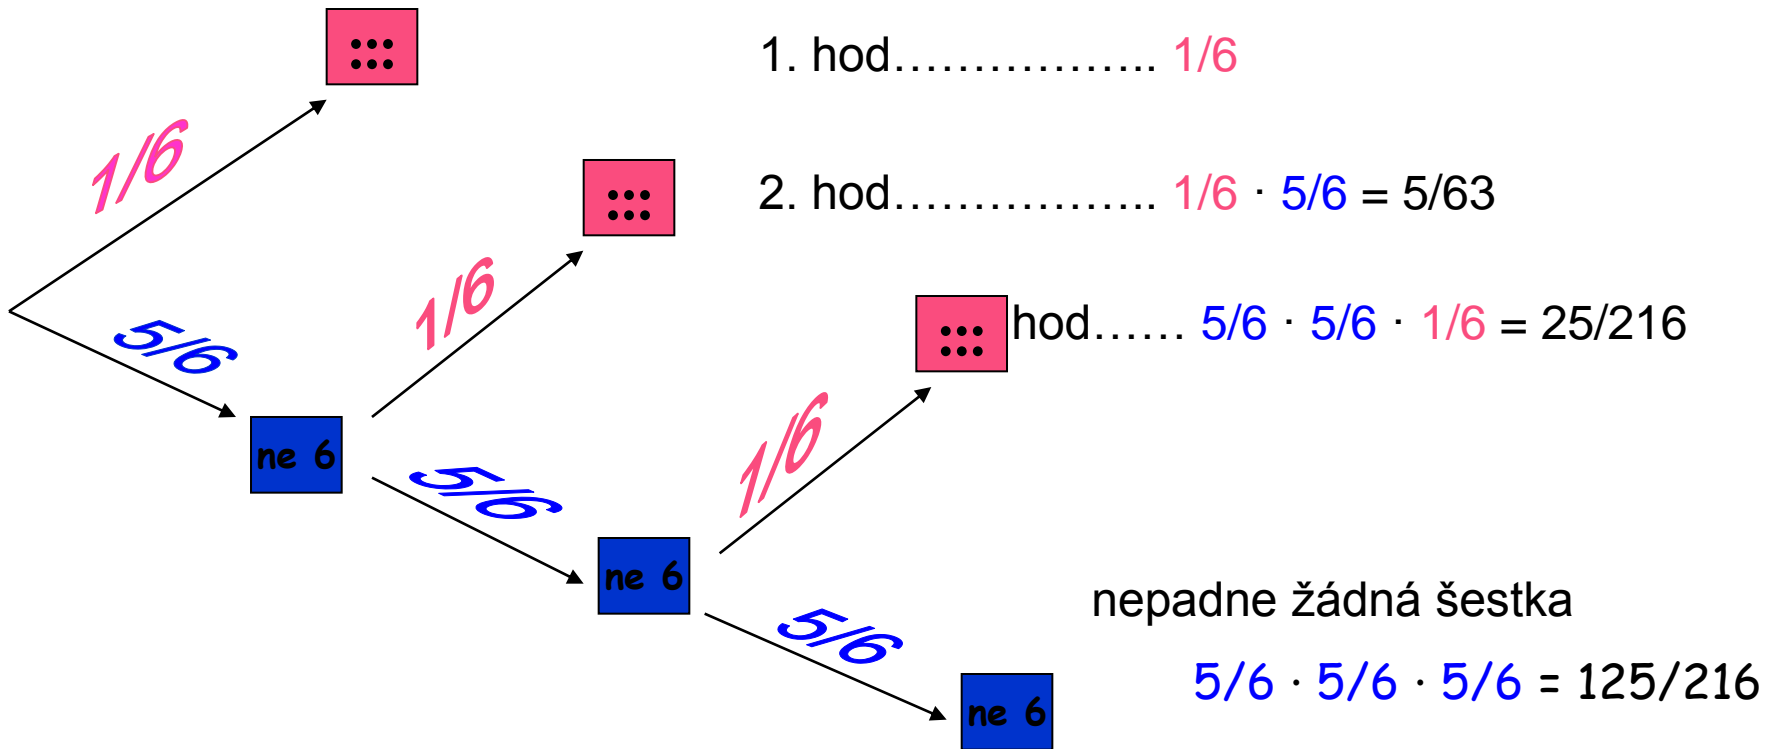 1. hod……………….. 1/6
1/6
2. hod……………….. 1/6 · 5/6 = 5/63
1/6
hod…… 5/6 · 5/6 · 1/6 = 25/216
5/6
ne 6
1/6
5/6
ne 6
nepadne žádná šestka
5/6
5/6 · 5/6 · 5/6 = 125/216
ne 6